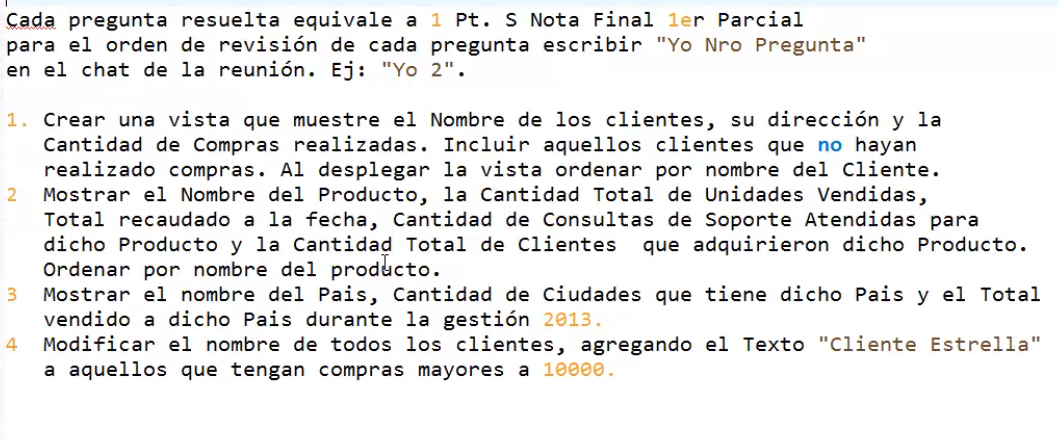 Cada pregunta resuelta equivale a 1 Pt. S Nota Final 1er Parcial
para el orden de revisión de cada pregunta escribir "Yo Nro Pregunta"
en el chat de la reunión. Ej: "Yo 2".
1. Crear una vista que muestre el Nombre de los clientes, su dirección y la
Cantidad de Compras realizadas. Incluir aquellos clientes que no hayan
realizado compras. Al desplegar la vista ordenar por nombre del Cliente.
2 Mostrar el Nombre del Producto, la Cantidad Total de Unidades Vendidas,
Total recaudado a la fecha, Cantidad de Consultas de Soporte Atendidas para
dicho Producto y la Cantidad Total de Clientes que adquirieron dicho Producto.
Ordenar por nombre del producto.
3 Mostrar el nombre del Pais, Cantidad de Ciudades que tiene dicho Pais y el Total
vendido a dicho Pais durante la gestión 2013.
4 Modificar el nombre de todos los clientes, agregando el Texto "Cliente Estrella"
a aquellos que tengan compras mayores a 10000.